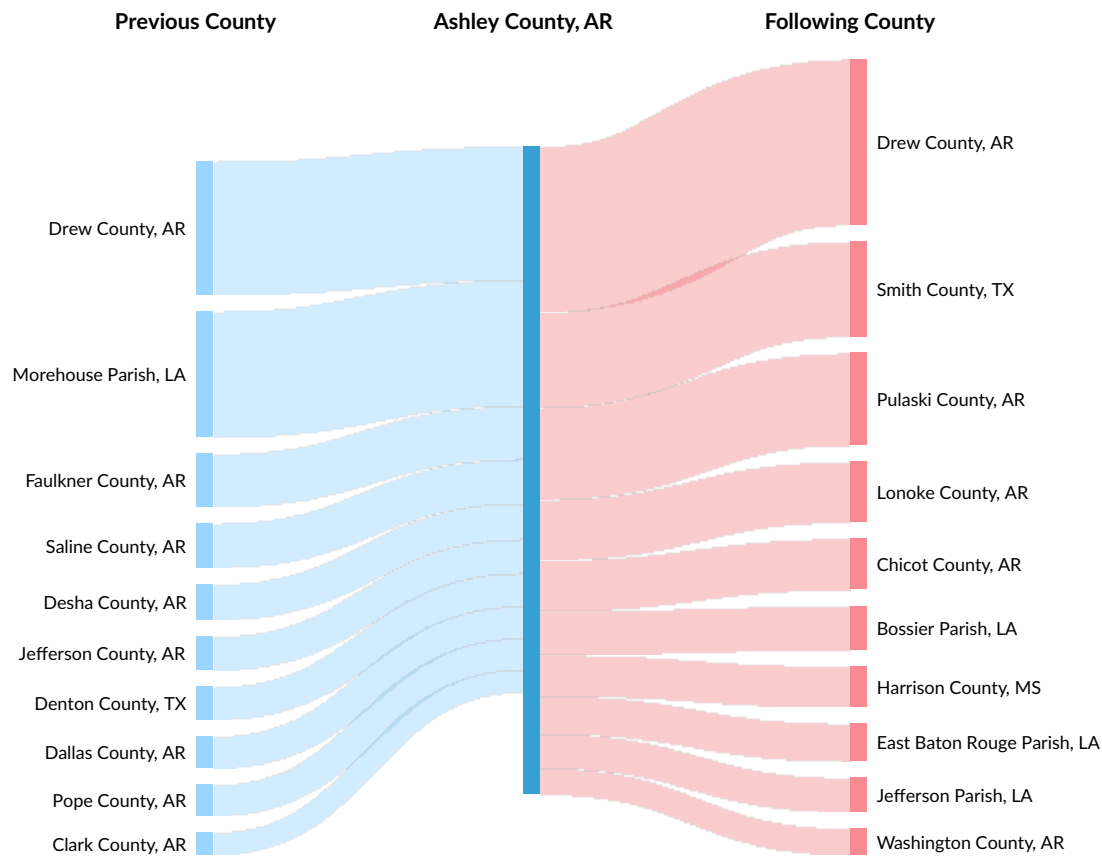 Previous County
Ashley County, AR
Following County
Drew County, AR
Morehouse Parish, LA
Faulkner County, AR
Saline County, AR
Desha County, AR
Jefferson County, AR
Denton County, TX
Dallas County, AR
Pope County, AR
Clark County, AR
Drew County, AR
Smith County, TX
Pulaski County, AR
Lonoke County, AR
Chicot County, AR
Bossier Parish, LA
Harrison County, MS
East Baton Rouge Parish, LA
Jefferson Parish, LA
Washington County, AR